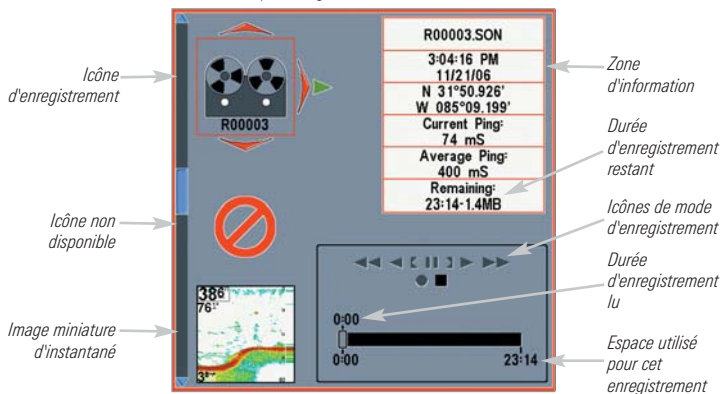 Icône
d'enregistrement
Icône non
disponible
Image miniature
d'instantané
R00003
386
76°
3
R00003.SON
3:04:16 PM
11/21/06
N 31°50.926'
W 085°09.199'
Current Ping:
74 mS
Average Ping:
400 mS
Remaining:
23:14-1.4MB
0:00
0:00
23:14
Zone
d'information
Durée
d'enregistrement
restant
Icônes de mode
d'enregistrement
Durée
d'enregistrement
lu
Espace utilisé
pour cet
enregistrement